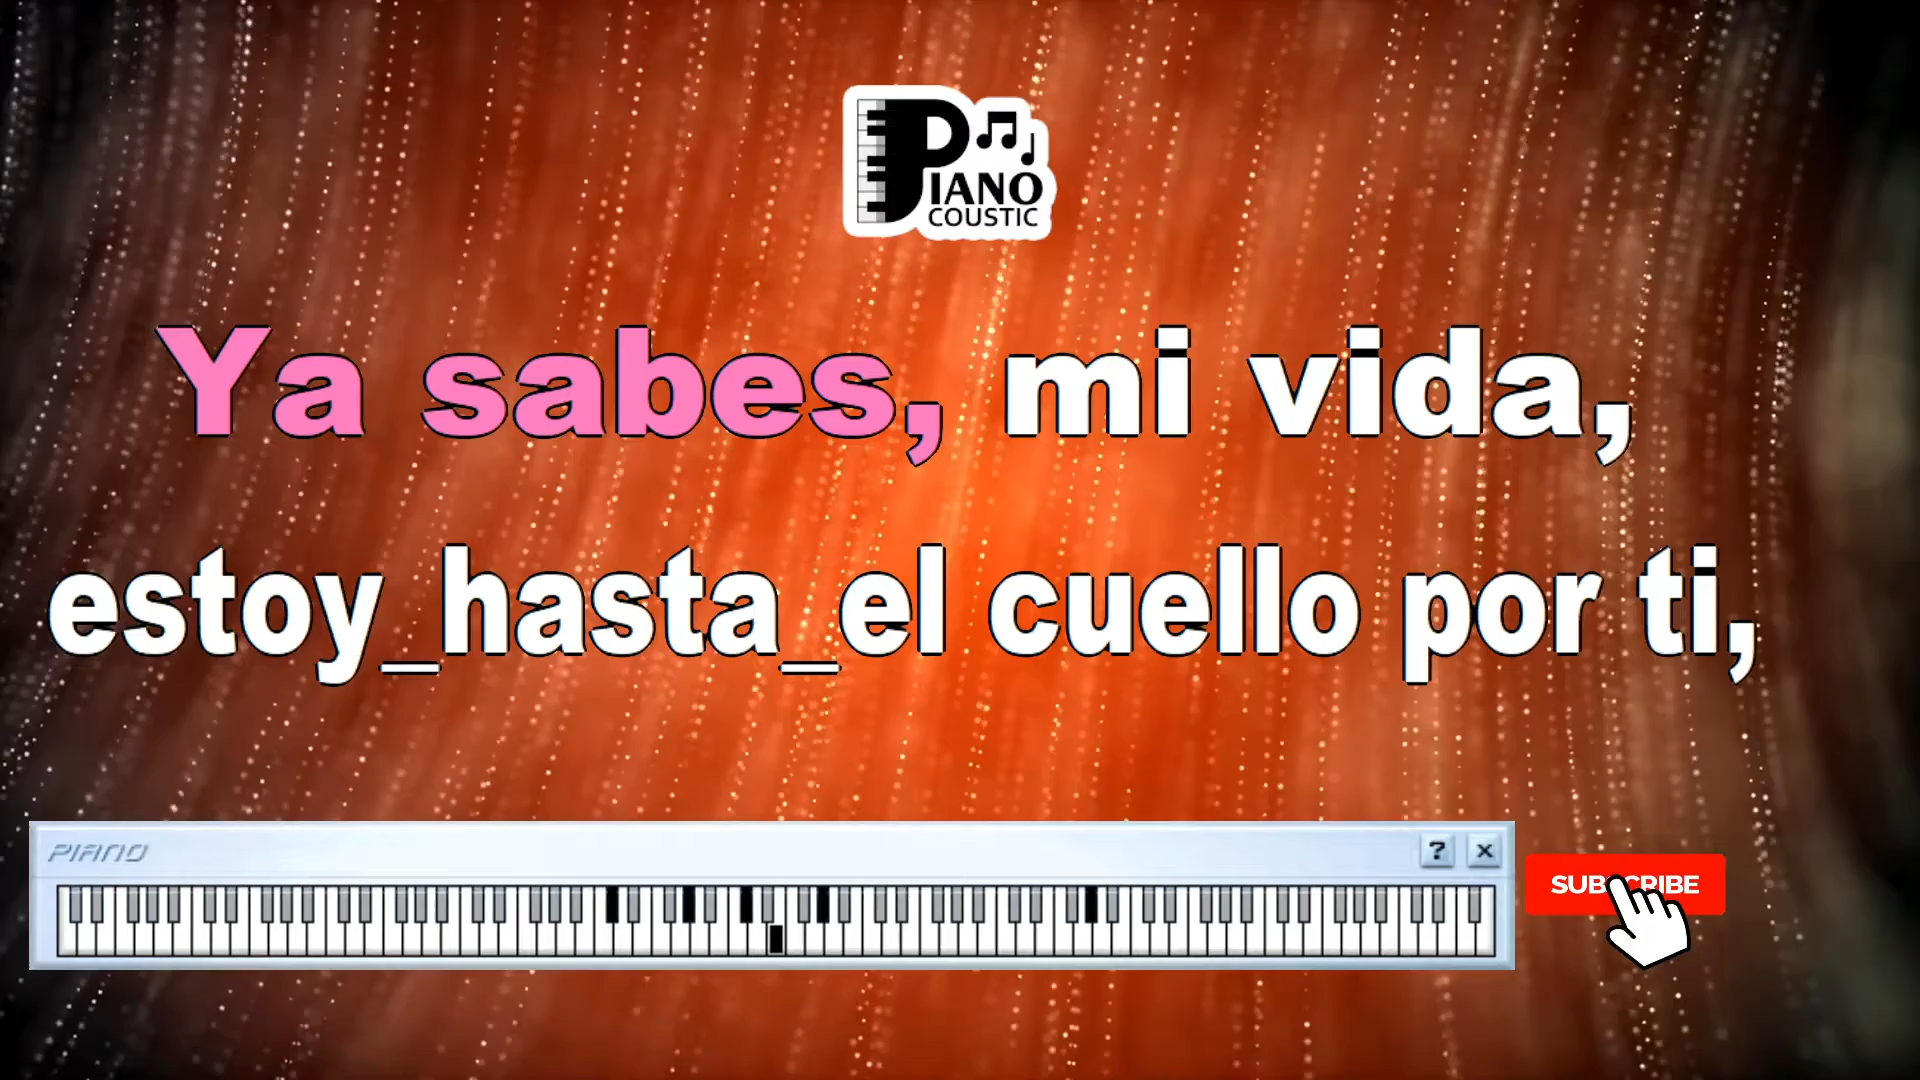 PIANO
COUSTIC
Ya sabes, mi vida,
estoy_hasta_el cuello por ti,
PIANO
? x
SUBSCRIBE